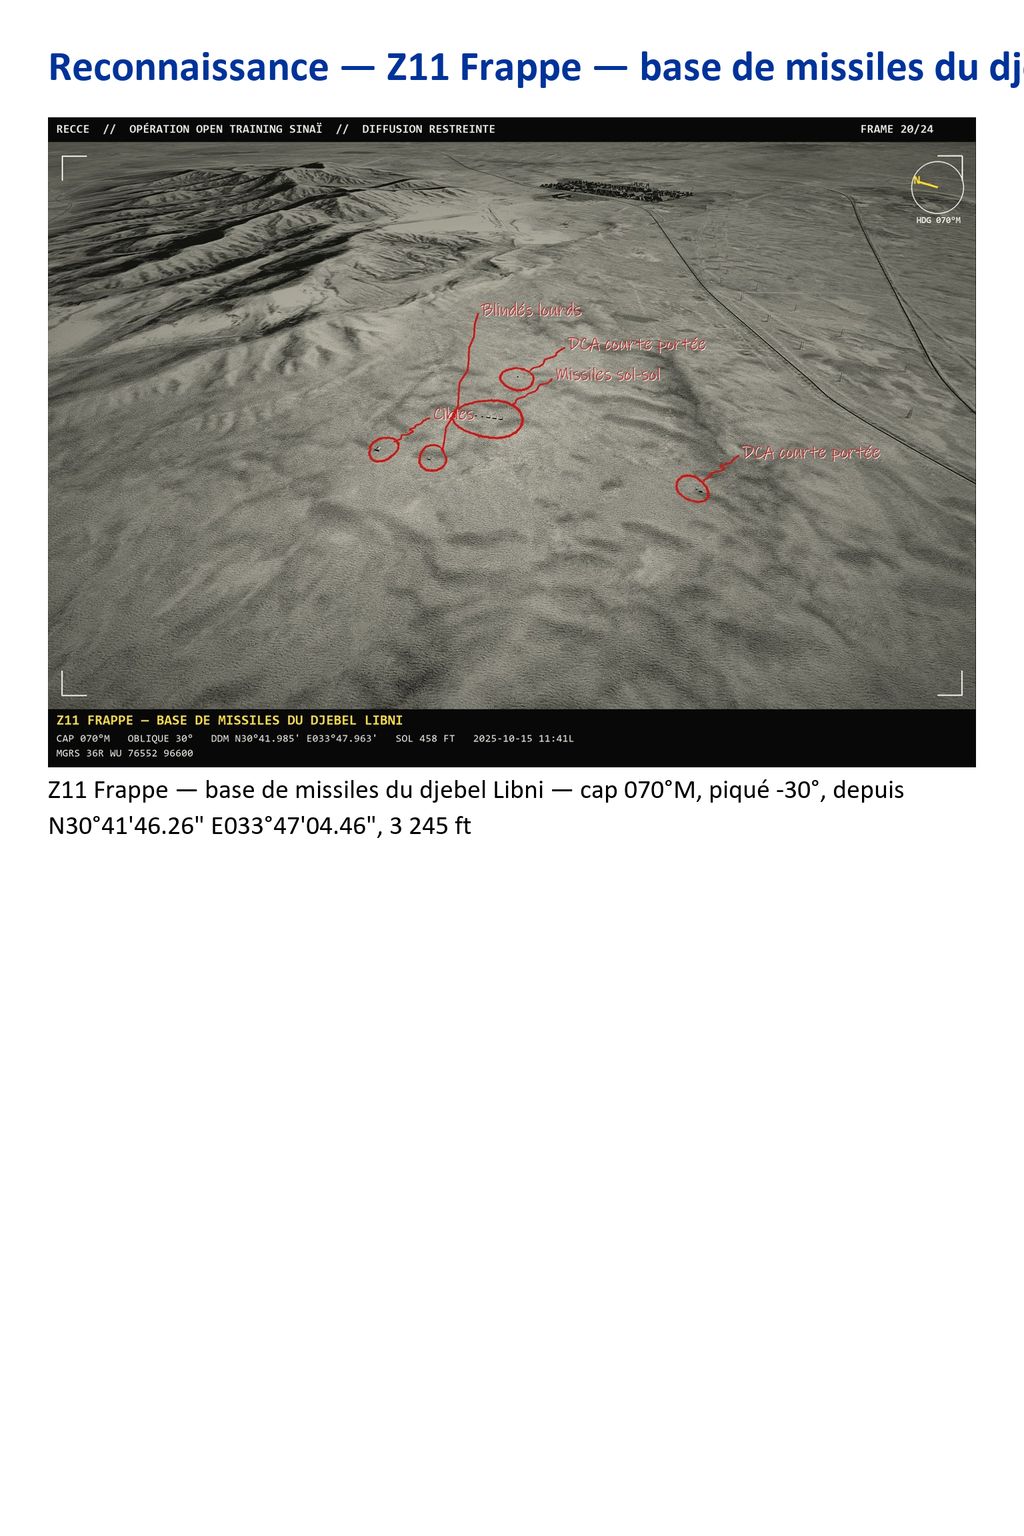 Reconnaissance — Z11 Frappe — base de missiles du dj
RECCE // OPÉRATION OPEN TRAINING SINAÏ // DIFFUSION RESTREINTE FRAME 20/24
N
HDG 070°M
Blindés lourds
DCA courte portée
Missiles sol-sol
Cibles
DCA courte portée
Z11 FRAPPE — BASE DE MISSILES DU DJEBEL LIBNI
CAP 070°M OBLIQUE 30° DDM N30°41.985' E033°47.963' SOL 458 FT 2025-10-15 11:41L
MGRS 36R WU 76552 96600
Z11 Frappe — base de missiles du djebel Libni — cap 070°M, piqué -30°, depuis
N30°41'46.26" E033°47'04.46", 3 245 ft